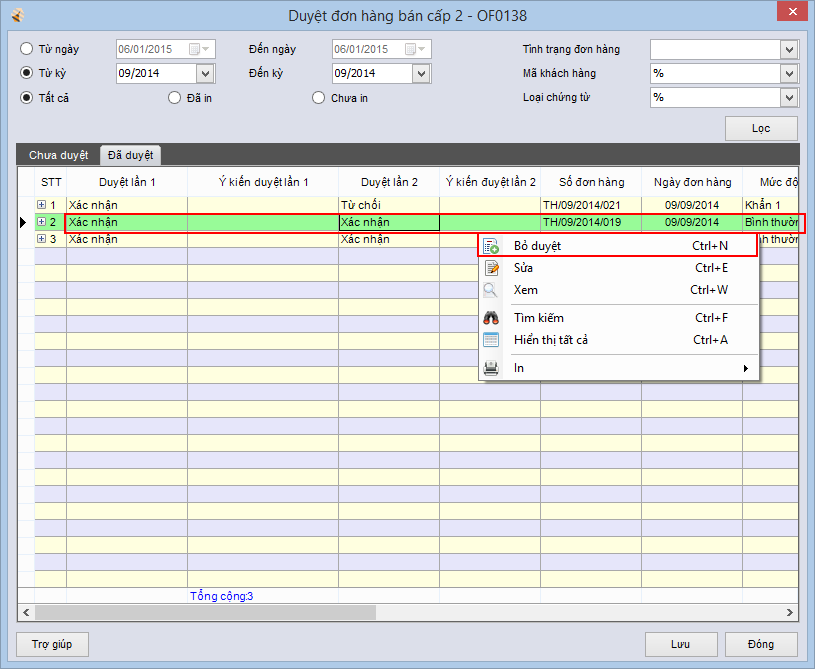 Duyệt đơn hàng bán cấp 2 - OF0138
Từ ngày 06/01/2015 Đến ngày 06/01/2015 Tình trạng đơn hàng
Từ kỳ 09/2014 Đến kỳ 09/2014 Mã khách hàng %
Tất cả Đã in Chưa in Loại chứng từ %
Lọc
Chưa duyệt Đã duyệt
STT Duyệt lần 1 Ý kiến duyệt lần 1 Duyệt lần 2 Ý kiến duyệt lần 2 Số đơn hàng Ngày đơn hàng Mức độ
1 Xác nhận Từ chối TH/09/2014/021 09/09/2014 Khẩn 1
2 Xác nhận Xác nhận TH/09/2014/019 09/09/2014 Bình thườn
3 Xác nhận Xác nhận
Bỏ duyệt Ctrl+N
Sửa Ctrl+E
Xem Ctrl+W
Tìm kiếm Ctrl+F
Hiển thị tất cả Ctrl+A
In
Tổng cộng:3
Trợ giúp Lưu Đóng